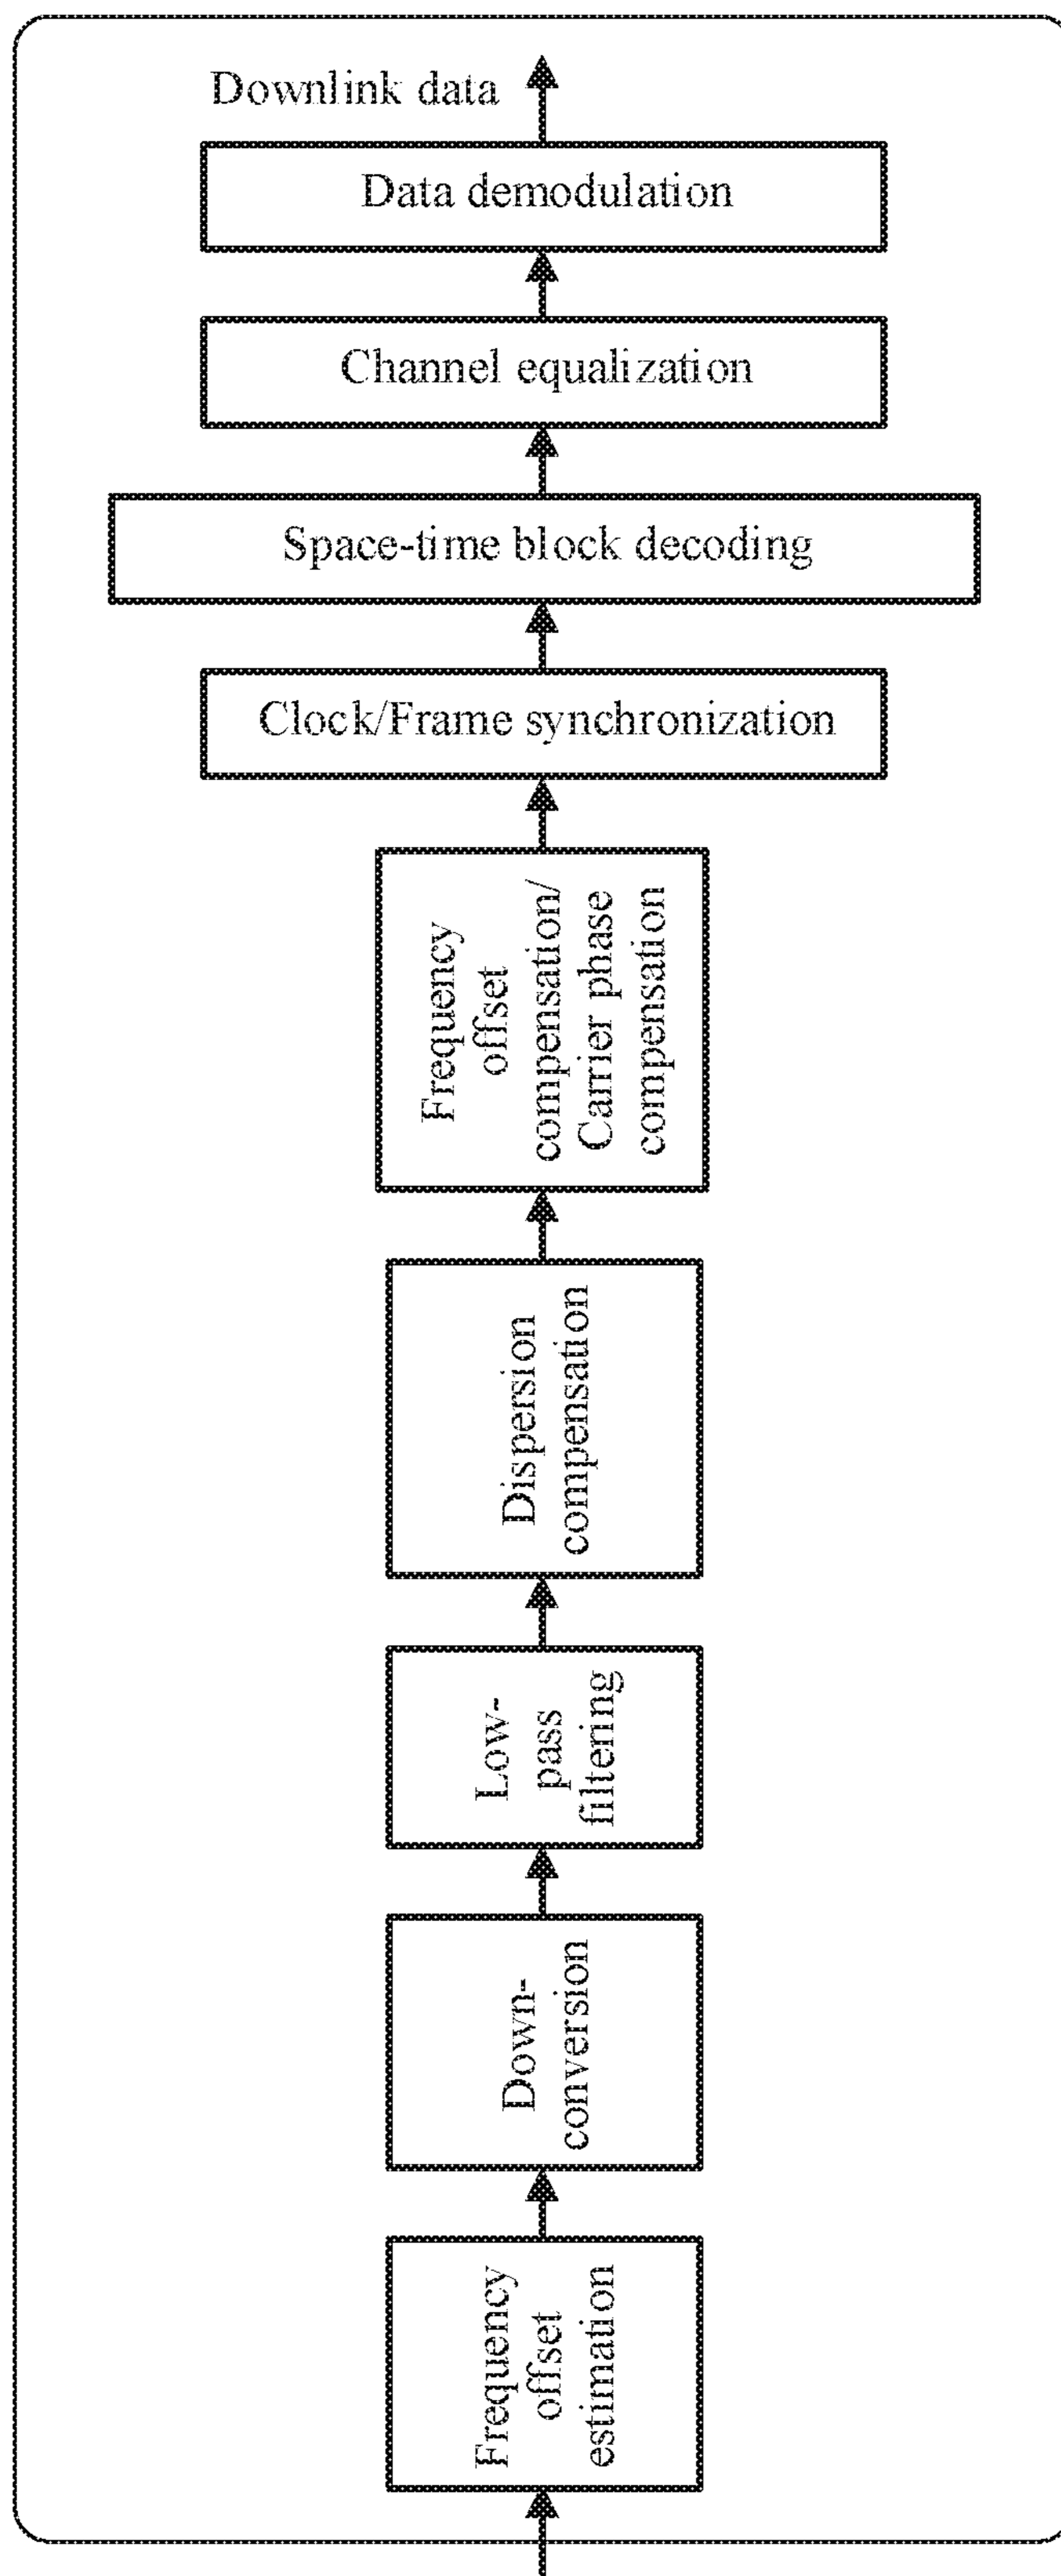 Downlink data
Data demodulation
Channel equalization
Space-time block decoding
Clock/Frame synchronization
Frequency
offset
compensation/
Carrier phase
compensation
Dispersion
compensation
Low-
pass
filtering
Down-
conversion
Frequency
offset
estimation